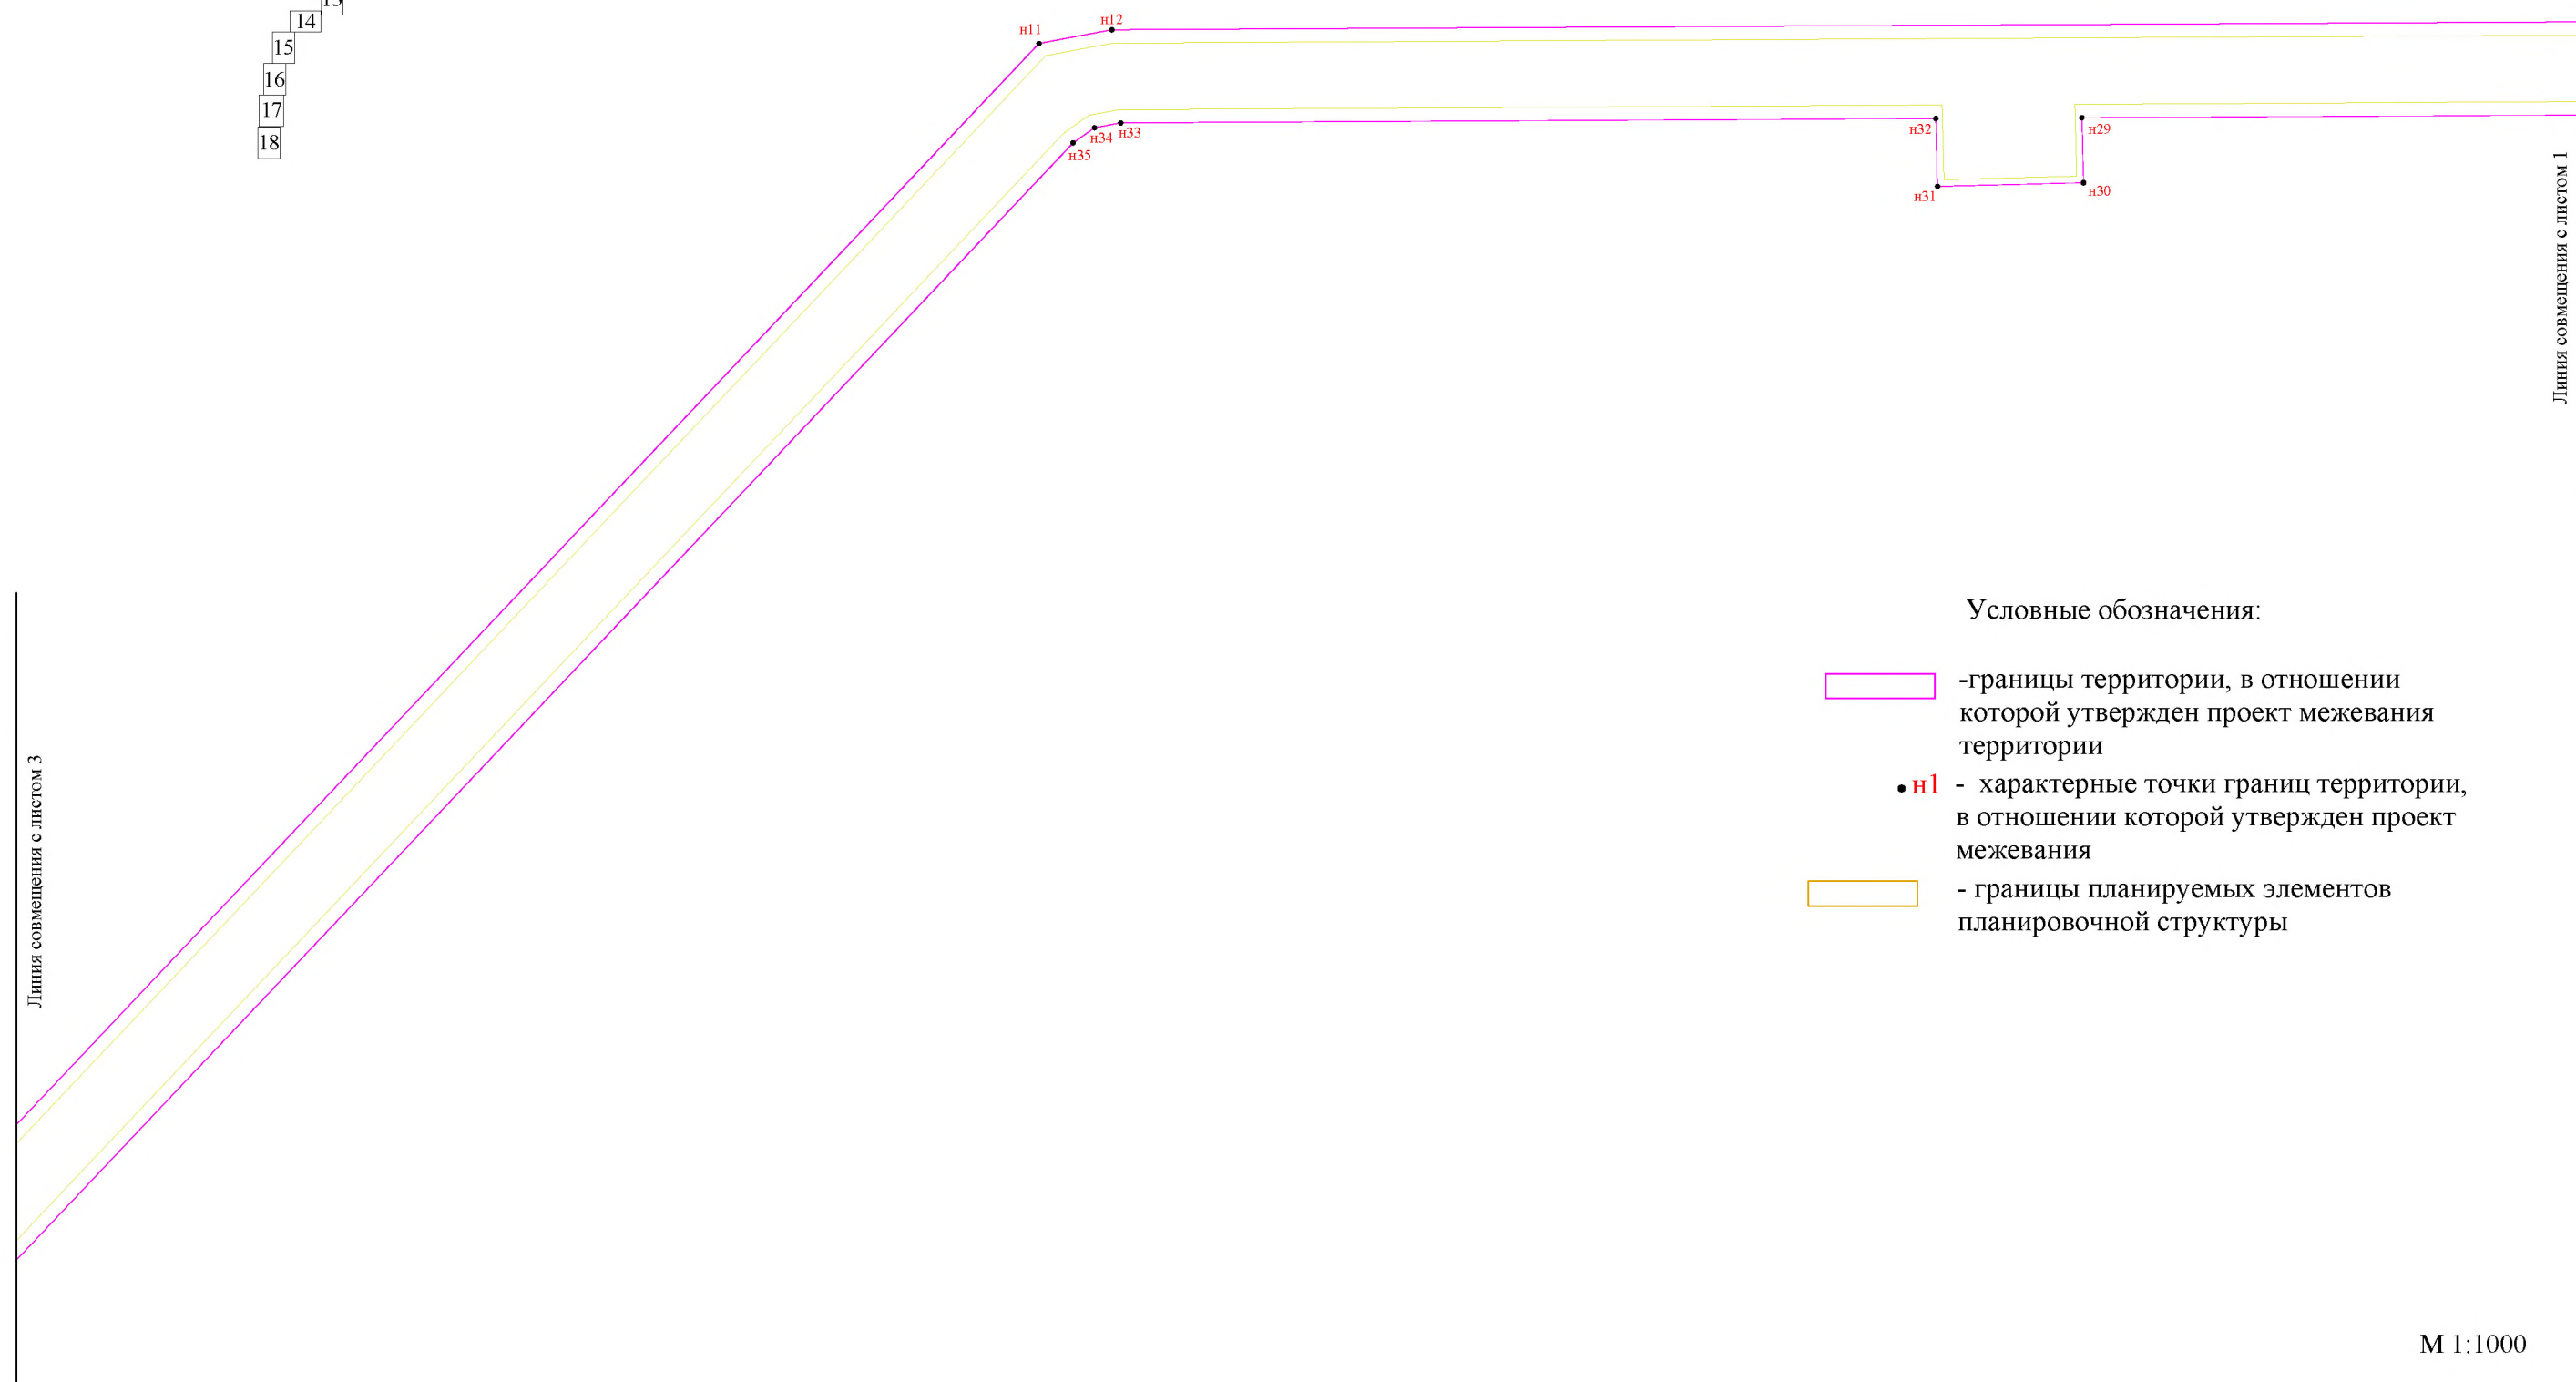 14
15
16
17
18
н11
н12
н35
н34
н33
н32
н31
н29
н30
Линия совмещения с листом 1
Линия совмещения с листом 3
Условные обозначения:
-границы территории, в отношении
которой утвержден проект межевания
территории
н1 - характерные точки границ территории,
в отношении которой утвержден проект
межевания
- границы планируемых элементов
планировочной структуры
М 1:1000